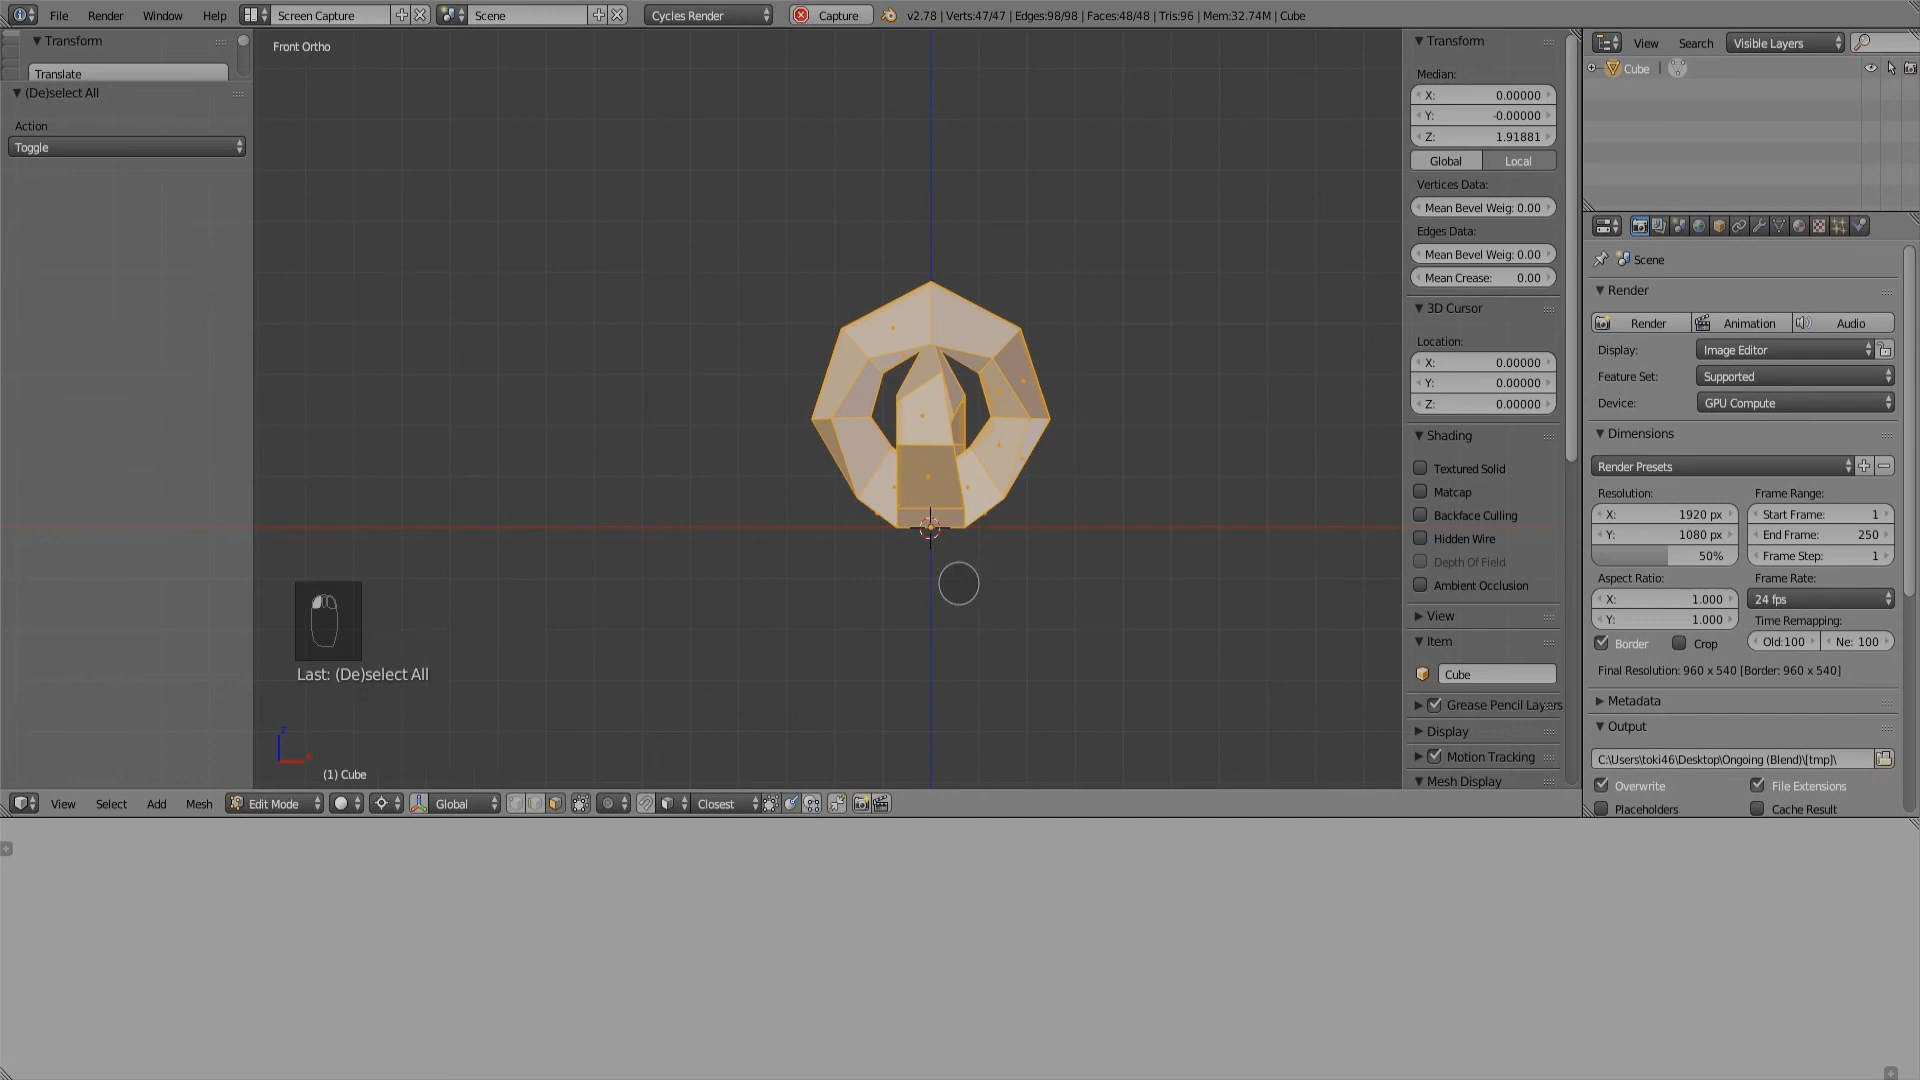 File Render Window Help Screen Capture Scene Cycles Render Capture v2.78 | Verts:47/47 | Edges:98/98 | Faces:48/48 | Tris:96 | Mem:32.74M | Cube
Transform
Translate
(De)select All
Action
Toggle
Front Ortho
Last: (De)select All
z
x
(1) Cube
View Select Add Mesh Edit Mode Global Closest
Transform
Median:
X: 0.00000
Y: -0.00000
Z: 1.91881
Global Local
Vertices Data:
Mean Bevel Weig: 0.00
Edges Data:
Mean Bevel Weig: 0.00
Mean Crease: 0.00
3D Cursor
Location:
X: 0.00000
Y: 0.00000
Z: 0.00000
Shading
Textured Solid
Matcap
Backface Culling
Hidden Wire
Depth Of Field
Ambient Occlusion
View
Item
Cube
Grease Pencil Layers
Display
Motion Tracking
Mesh Display
View Search Visible Layers
Cube
Scene
Render
Render Animation Audio
Display: Image Editor
Feature Set: Supported
Device: GPU Compute
Dimensions
Render Presets
Resolution: Frame Range:
X: 1920 px Start Frame: 1
Y: 1080 px End Frame: 250
50% Frame Step: 1
Aspect Ratio: Frame Rate:
X: 1.000 24 fps
Y: 1.000 Time Remapping:
Border Crop Old:100 Ne: 100
Final Resolution: 960 x 540 [Border: 960 x 540]
Metadata
Output
C:\Users\toki46\Desktop\Ongoing (Blend)\[tmp]\
Overwrite File Extensions
Placeholders Cache Result